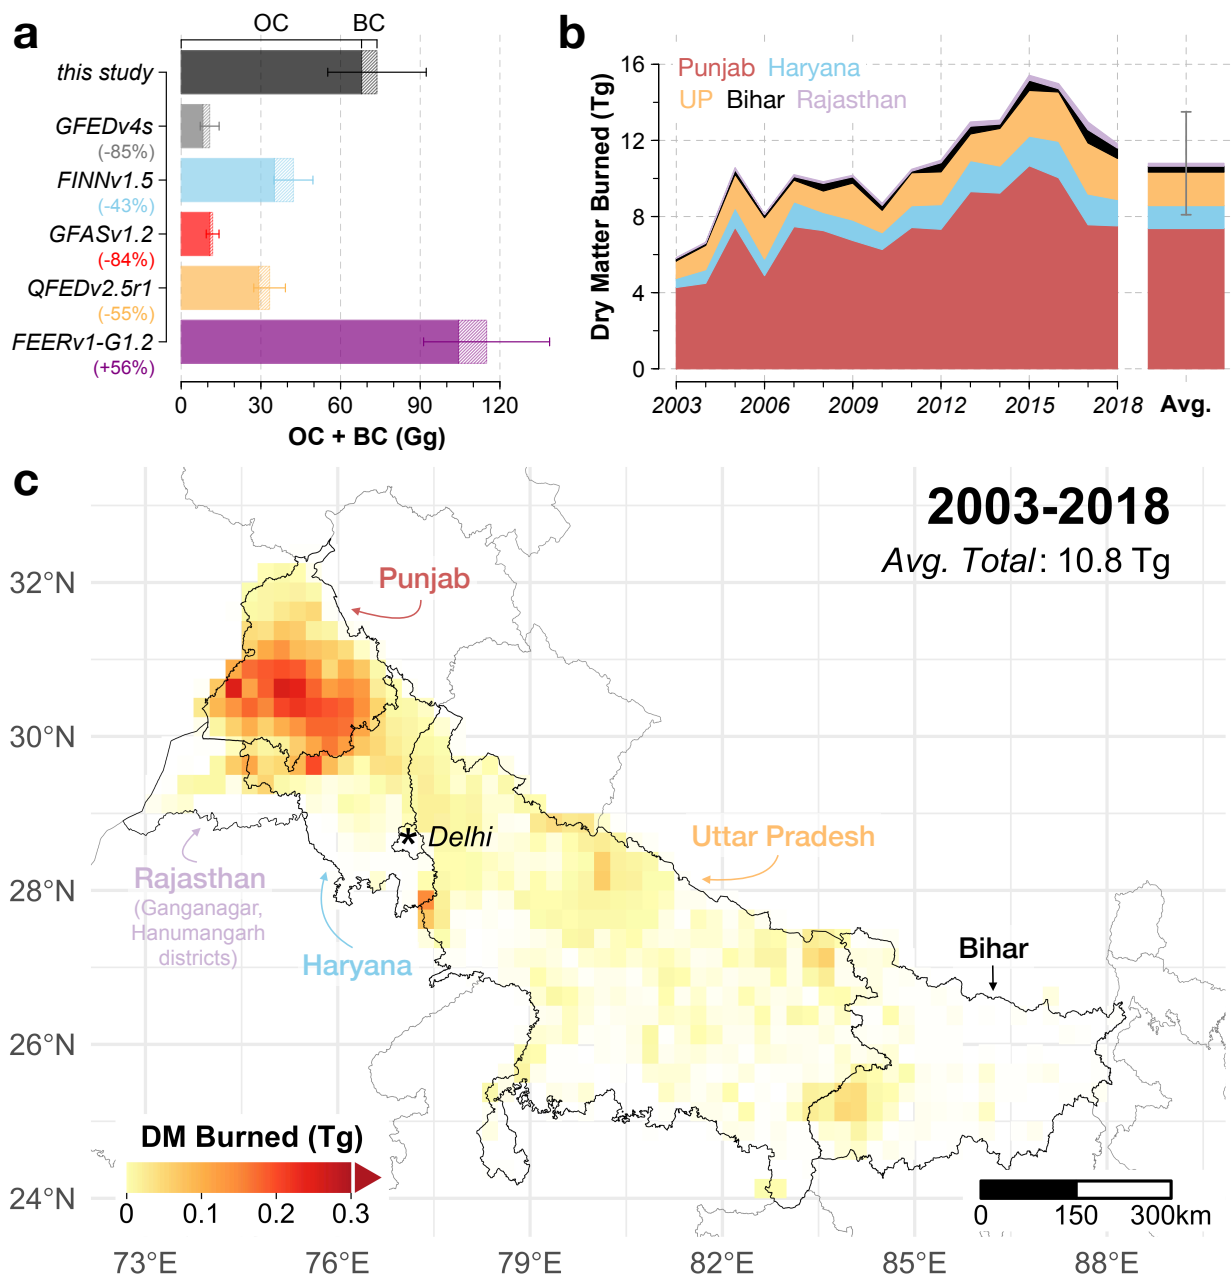 a
OC BC
this study
GFEDv4s
(-85%)
FINNv1.5
(-43%)
GFASv1.2
(-84%)
QFEDv2.5r1
(-55%)
FEERv1-G1.2
(+56%)
0 30 60 90 120
OC + BC (Gg)
b
Punjab Haryana
UP Bihar Rajasthan
Dry Matter Burned (Tg)
16
12
8
4
0
2003 2006 2009 2012 2015 2018 Avg.
c
2003-2018
Avg. Total: 10.8 Tg
32°N
30°N
28°N
26°N
24°N
Punjab
Delhi
*
Uttar Pradesh
Rajasthan
(Ganganagar,
Hanumangarh
districts)
Haryana
Bihar
DM Burned (Tg)
0 0.1 0.2 0.3
0 150 300km
73°E 76°E 79°E 82°E 85°E 88°E